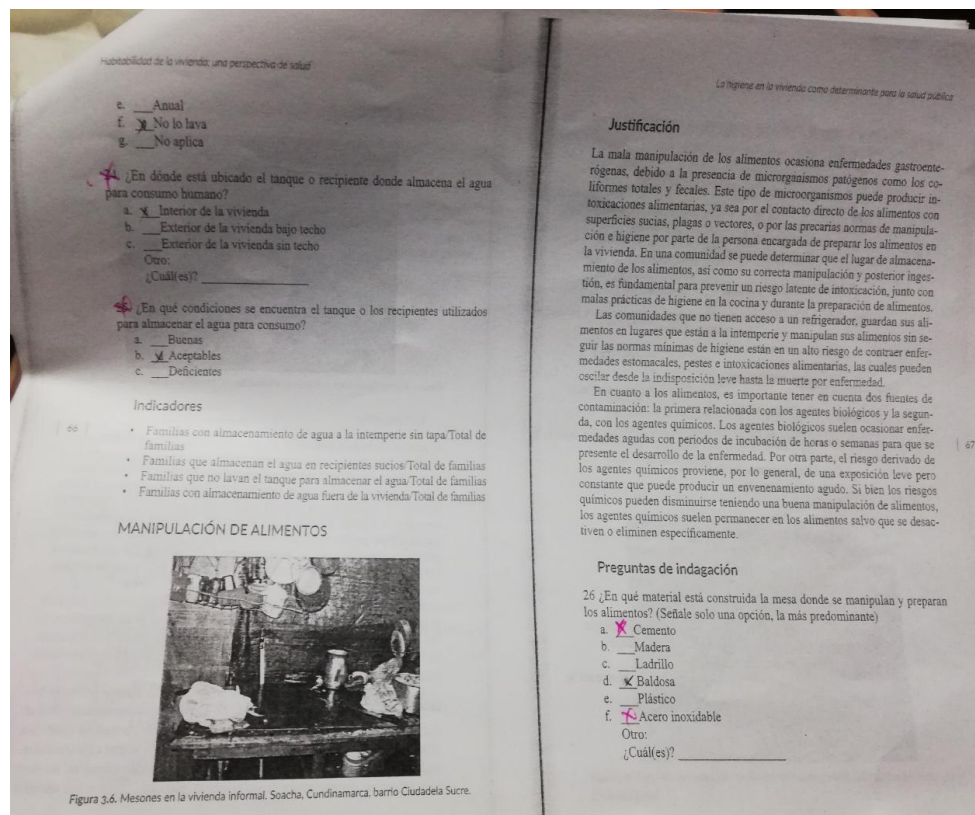 Habitabilidad de la vivienda: una perspectiva de salud
e. ___Anual
f. _x_No lo lava
g. ___No aplica
¿En dónde está ubicado el tanque o recipiente donde almacena el agua
para consumo humano?
a. _x_Interior de la vivienda
b. ___Exterior de la vivienda bajo techo
c. ___Exterior de la vivienda sin techo
Otro:
¿Cuál(es)? ___________
¿En qué condiciones se encuentra el tanque o los recipientes utilizados
para almacenar el agua para consumo?
a. ___Buenas
b. _x_Aceptables
c. ___Deficientes
Indicadores
66
• Familias con almacenamiento de agua a la intemperie sin tapa/Total de
familias
• Familias que almacenan el agua en recipientes sucios/Total de familias
• Familias que no lavan el tanque para almacenar el agua/Total de familias
• Familias con almacenamiento de agua fuera de la vivienda/Total de familias
MANIPULACIÓN DE ALIMENTOS
Figura 3.6. Mesones en la vivienda informal. Soacha, Cundinamarca, barrio Ciudadela Sucre.
La higiene en la vivienda como determinante para la salud pública
Justificación
La mala manipulación de los alimentos ocasiona enfermedades gastroente-
rógenas, debido a la presencia de microrganismos patógenos como los co-
liformes totales y fecales. Este tipo de microorganismos puede producir in-
toxicaciones alimentarias, ya sea por el contacto directo de los alimentos con
superficies sucias, plagas o vectores, o por las precarias normas de manipula-
ción e higiene por parte de la persona encargada de preparar los alimentos en
la vivienda. En una comunidad se puede determinar que el lugar de almacena-
miento de los alimentos, así como su correcta manipulación y posterior inges-
tión, es fundamental para prevenir un riesgo latente de intoxicación, junto con
malas prácticas de higiene en la cocina y durante la preparación de alimentos.
Las comunidades que no tienen acceso a un refrigerador, guardan sus ali-
mentos en lugares que están a la intemperie y manipulan sus alimentos sin se-
guir las normas mínimas de higiene están en un alto riesgo de contraer enfer-
medades estomacales, pestes e intoxicaciones alimentarias, las cuales pueden
oscilar desde la indisposición leve hasta la muerte por enfermedad.
En cuanto a los alimentos, es importante tener en cuenta dos fuentes de
contaminación: la primera relacionada con los agentes biológicos y la segun-
da, con los agentes químicos. Los agentes biológicos suelen ocasionar enfer-
medades agudas con periodos de incubación de horas o semanas para que se
presente el desarrollo de la enfermedad. Por otra parte, el riesgo derivado de
los agentes químicos proviene, por lo general, de una exposición leve pero
constante que puede producir un envenenamiento agudo. Si bien los riesgos
químicos pueden disminuirse teniendo una buena manipulación de alimentos,
los agentes químicos suelen permanecer en los alimentos salvo que se desac-
tiven o eliminen específicamente.
67
Preguntas de indagación
26 ¿En qué material está construida la mesa donde se manipulan y preparan
los alimentos? (Señale solo una opción, la más predominante)
a. _x_Cemento
b. ___Madera
c. ___Ladrillo
d. _x_Baldosa
e. ___Plástico
f. _x_Acero inoxidable
Otro:
¿Cuál(es)? ___________